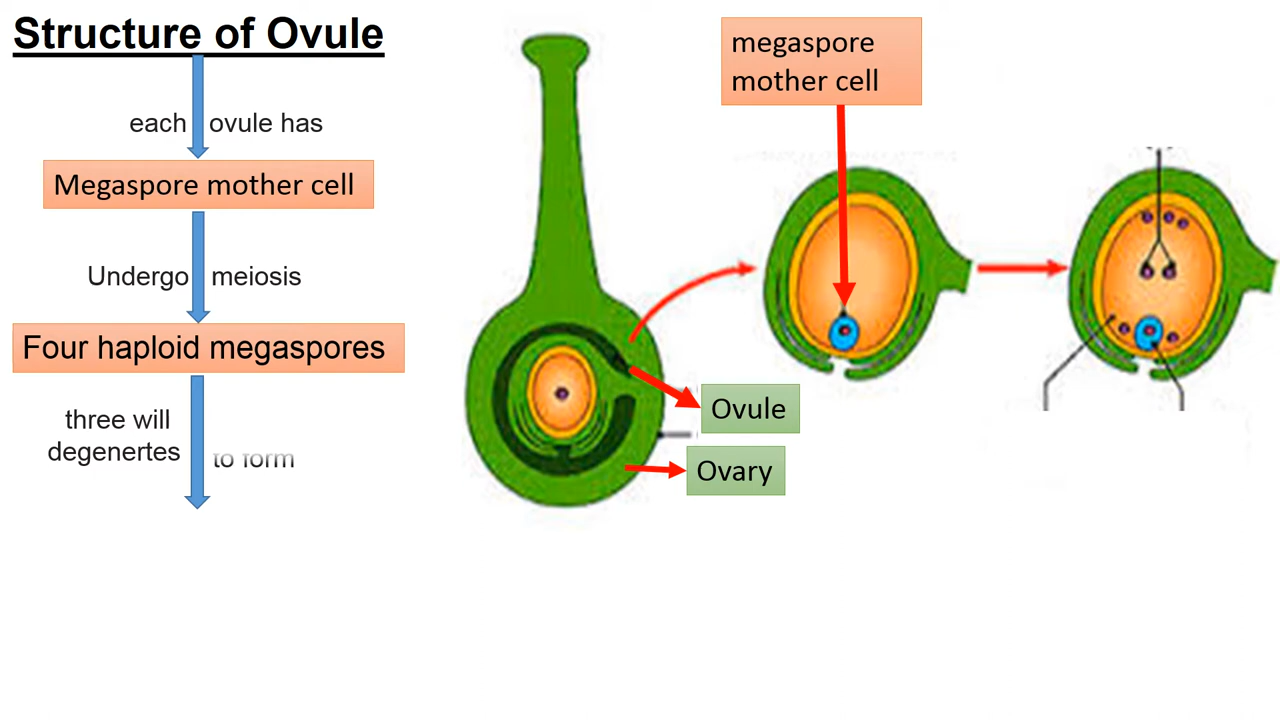 Structure of Ovule
each ovule has
Megaspore mother cell
Undergo meiosis
Four haploid megaspores
three will
degenertes
to form
megaspore
mother cell
Ovule
Ovary